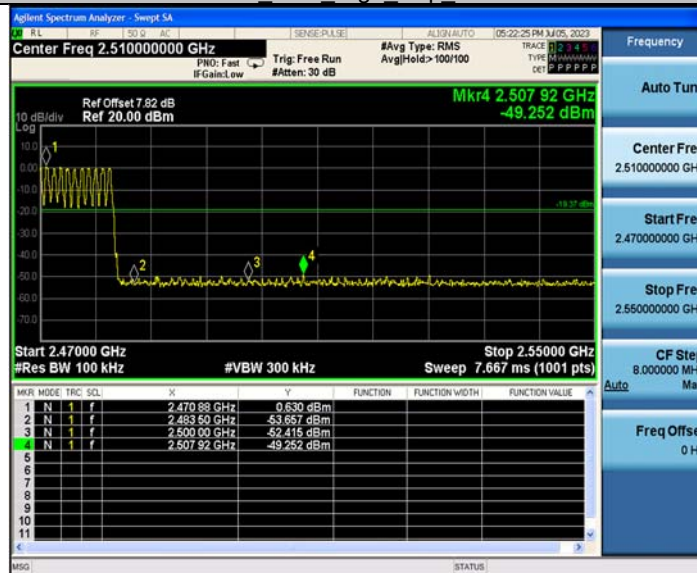 Agilent Spectrum Analyzer - Swept SA
RL RF 50 Ω AC SENSE:PULSE ALIGN AUTO 05:22:25 PM Jul 05, 2023
Center Freq 2.510000000 GHz
PNO: Fast
IFGain:Low
Trig: Free Run
#Atten: 30 dB
#Avg Type: RMS
Avg|Hold:>100/100
TRACE 1 2 3 4 5 6
TYPE
DET P P P P P P
Frequency
Mkr4 2.507 92 GHz
-49.252 dBm
Ref Offset 7.82 dB
10 dB/div Ref 20.00 dBm
Log
10.0
0.00
-10.0
-20.0
-30.0
-40.0
-50.0
-60.0
-70.0
1
2
3
4
-19.37 dBm
Start 2.47000 GHz
Stop 2.55000 GHz
#Res BW 100 kHz
#VBW 300 kHz
Sweep 7.667 ms (1001 pts)
MKR MODE TRC SCL X Y FUNCTION FUNCTION WIDTH FUNCTION VALUE
1 N 1 f 2.470 88 GHz 0.630 dBm
2 N 1 f 2.483 50 GHz -53.657 dBm
3 N 1 f 2.500 00 GHz -52.415 dBm
4 N 1 f 2.507 92 GHz -49.252 dBm
5
6
7
8
9
10
11
MSG
STATUS
Auto Tun
Center Fre
2.510000000 GH
Start Fre
2.470000000 GH
Stop Fre
2.550000000 GH
CF Ste
8.000000 MH
Auto Ma
Freq Offse
0 H